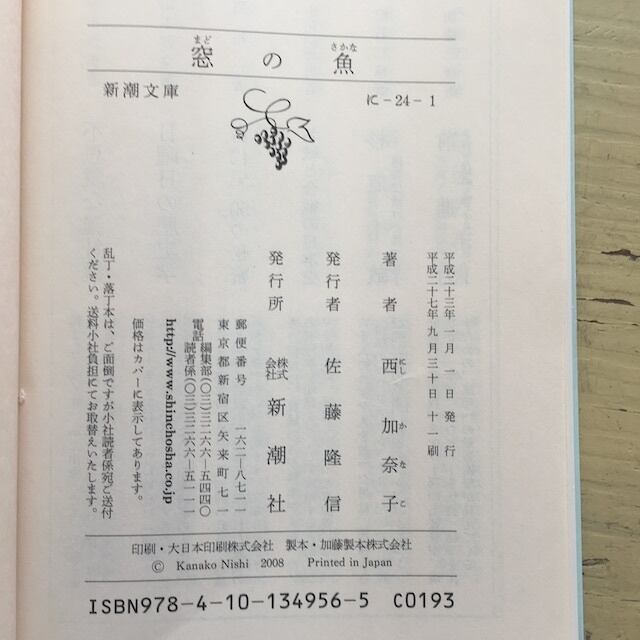 まど さかな
窓の魚
新潮文庫 に-24-1
平成二十三年一月一日発行
平成二十七年九月三十日十一刷
著者 西加奈子
にし かなこ
発行者 佐藤隆信
発行所 株式会社新潮社
郵便番号 一六二-八七一一
東京都新宿区矢来町七一
電話 編集部(〇三)三二六六-五四四〇
読者係(〇三)三二六六-五一一一
http://www.shinchosha.co.jp
価格はカバーに表示してあります。
乱丁・落丁本は、ご面倒ですが小社読者係宛ご送付
ください。送料小社負担にてお取替えいたします。
印刷・大日本印刷株式会社 製本・加藤製本株式会社
© Kanako Nishi 2008 Printed in Japan
ISBN978-4-10-134956-5 C0193